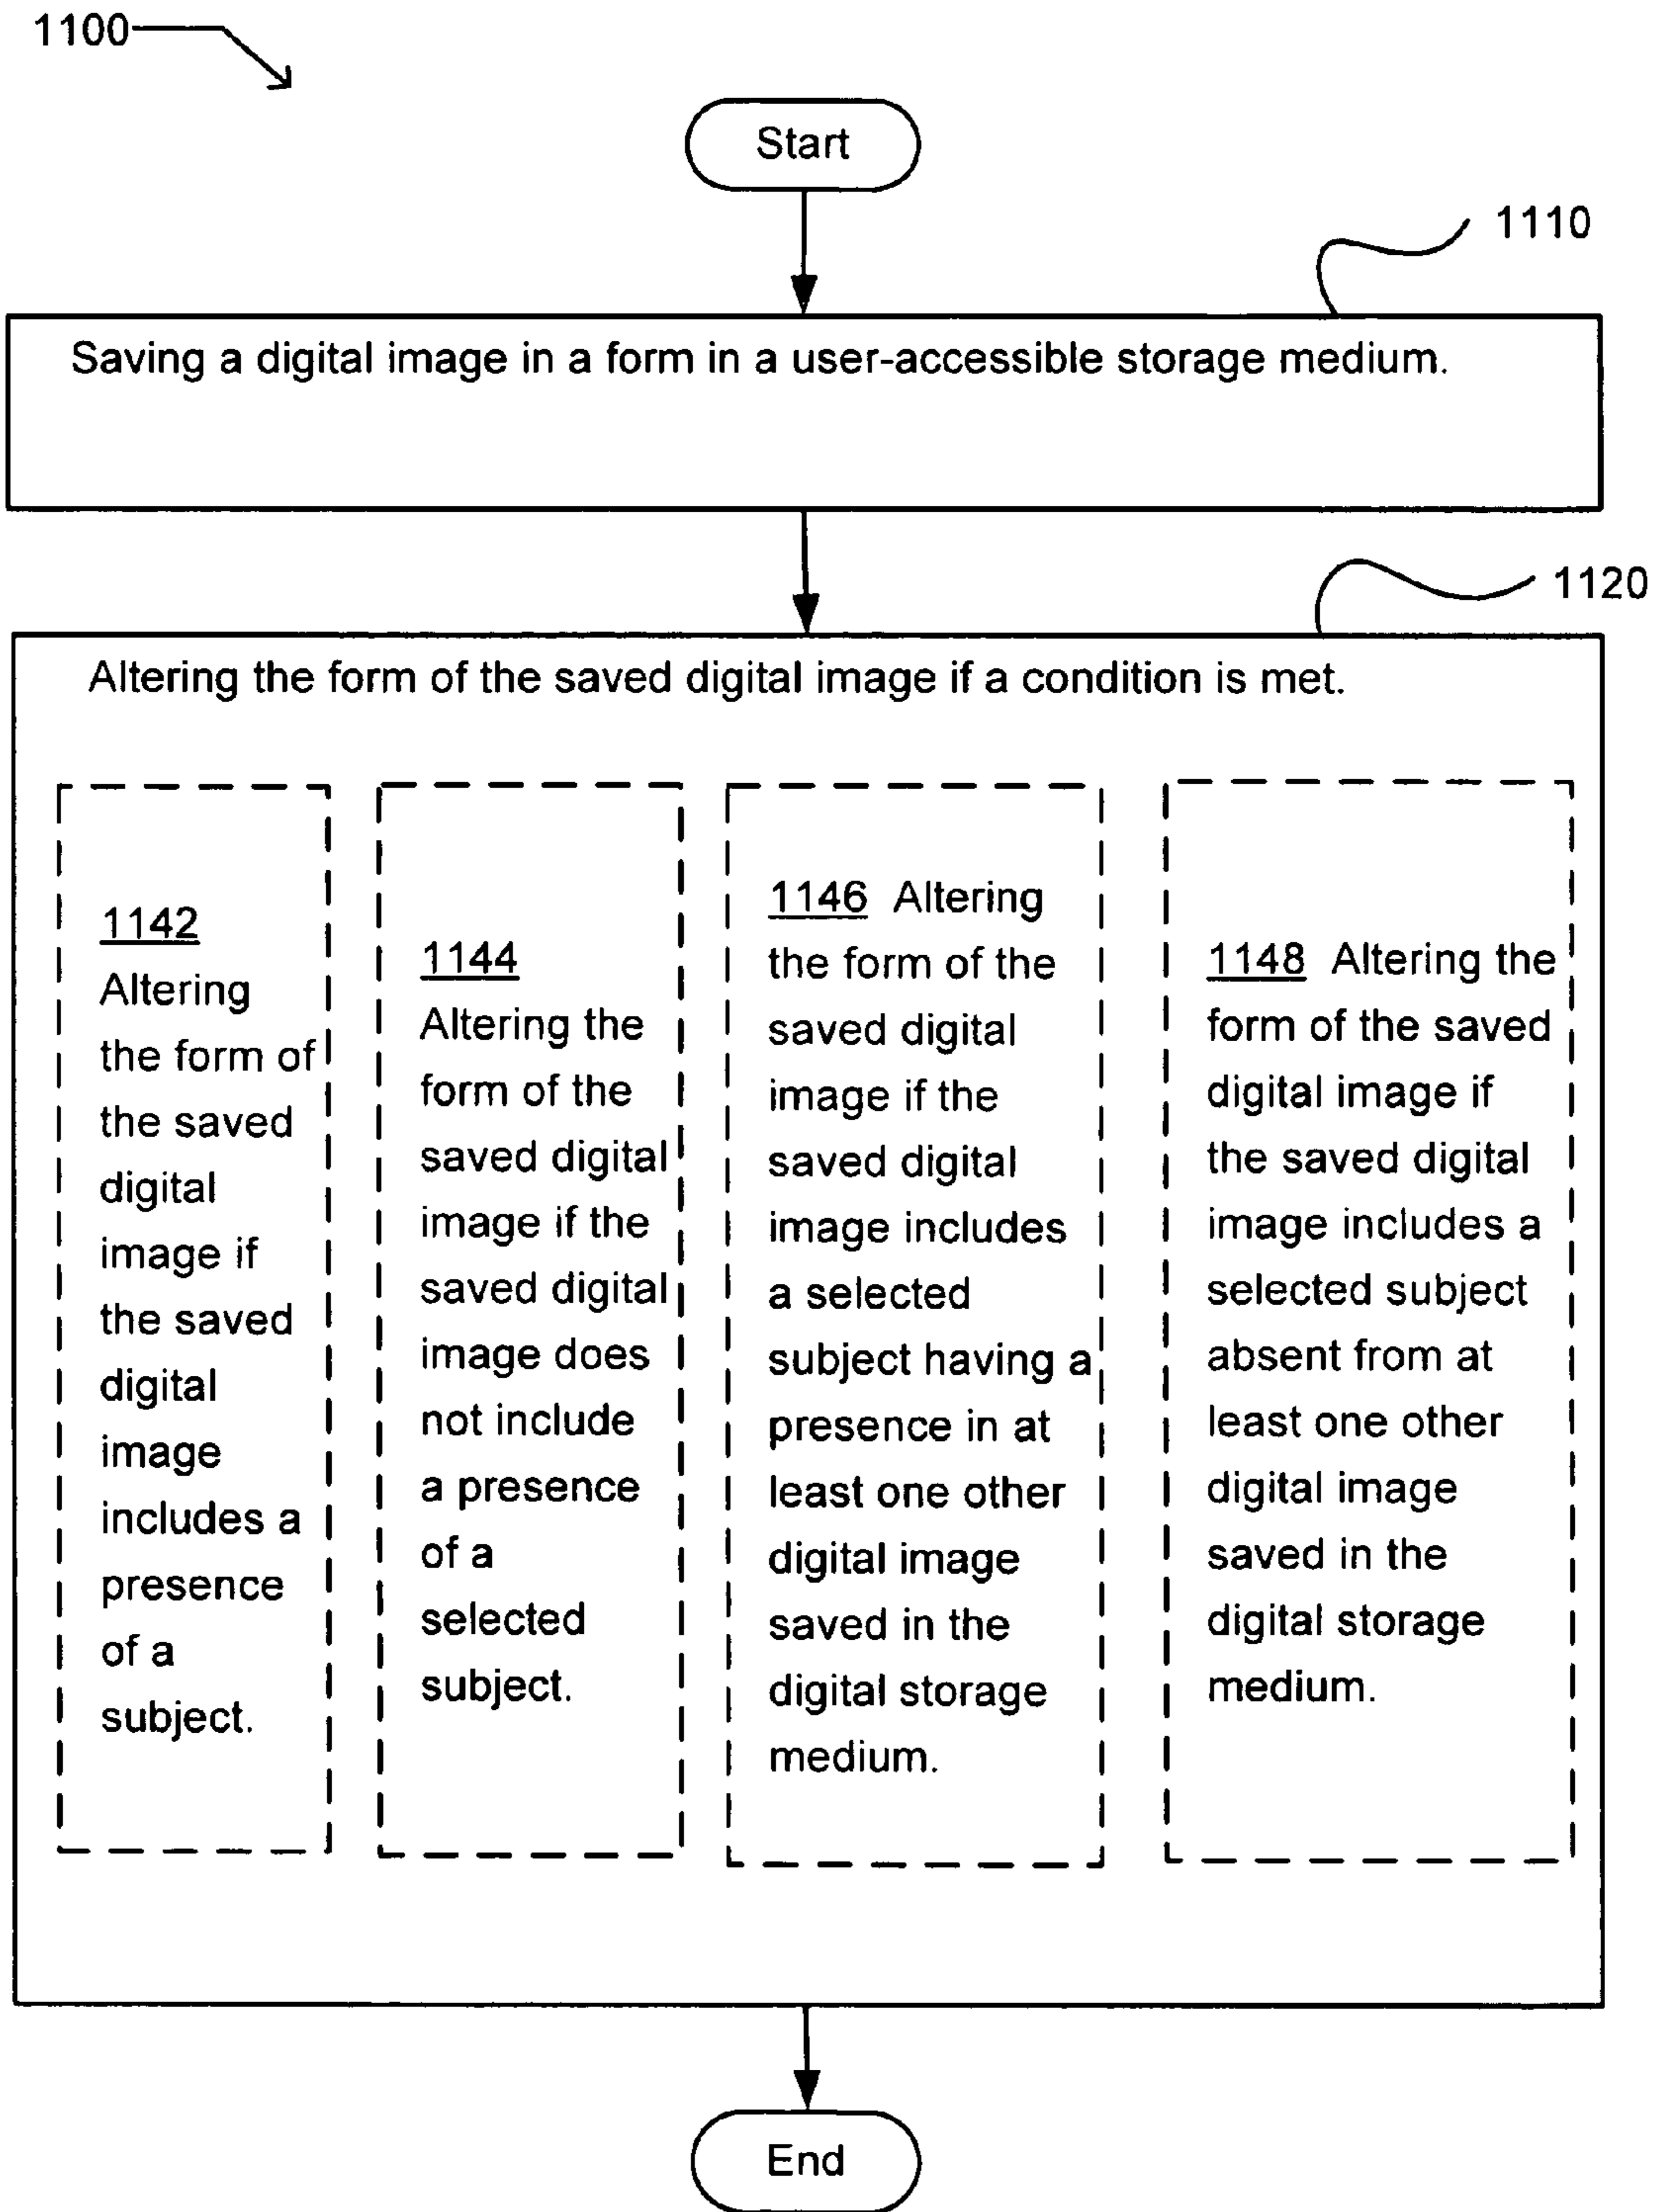 1100
Start
1110
Saving a digital image in a form in a user-accessible storage medium.
1120
Altering the form of the saved digital image if a condition is met.
1142
Altering
the form of
the saved
digital
image if
the saved
digital
image
includes a
presence
of a
subject.
1144
Altering the
form of the
saved digital
image if the
saved digital
image does
not include
a presence
of a
selected
subject.
1146 Altering
the form of the
saved digital
image if the
saved digital
image includes
a selected
subject having a
presence in at
least one other
digital image
saved in the
digital storage
medium.
1148 Altering the
form of the saved
digital image if
the saved digital
image includes a
selected subject
absent from at
least one other
digital image
saved in the
digital storage
medium.
End